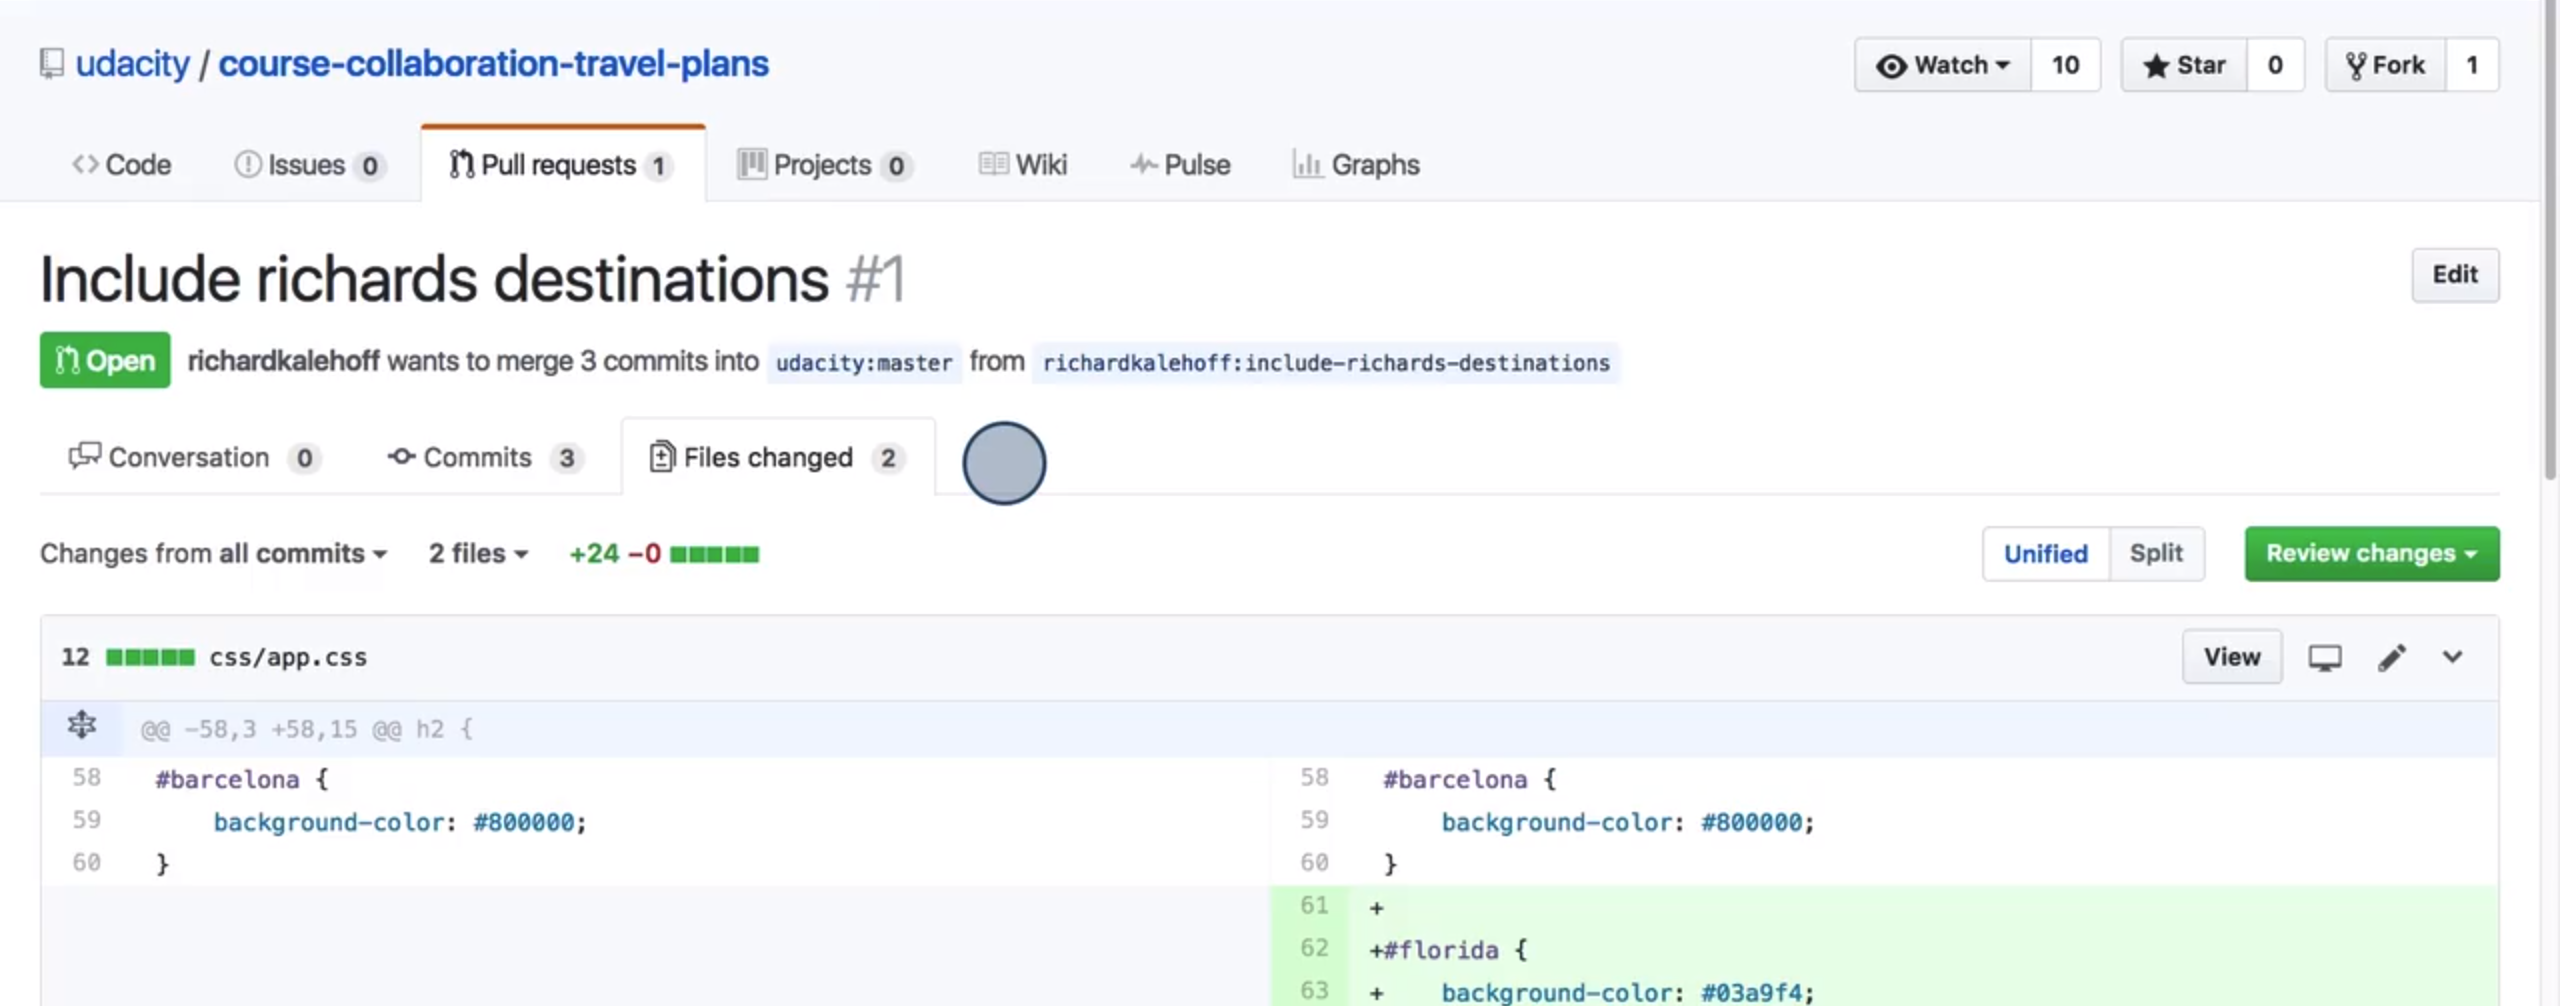 udacity / course-collaboration-travel-plans Watch 10 Star 0 Fork 1
<> Code Issues 0 Pull requests 1 Projects 0 Wiki Pulse Graphs
Include richards destinations #1 Edit
Open richardkalehoff wants to merge 3 commits into udacity:master from richardkalehoff:include-richards-destinations
Conversation 0 Commits 3 Files changed 2
Changes from all commits 2 files +24 −0 Unified Split Review changes
12 css/app.css View
@@ -58,3 +58,15 @@ h2 {
58 #barcelona { 58 #barcelona {
59 background-color: #800000; 59 background-color: #800000;
60 } 60 }
61 +
62 +#florida {
63 + background-color: #03a9f4;